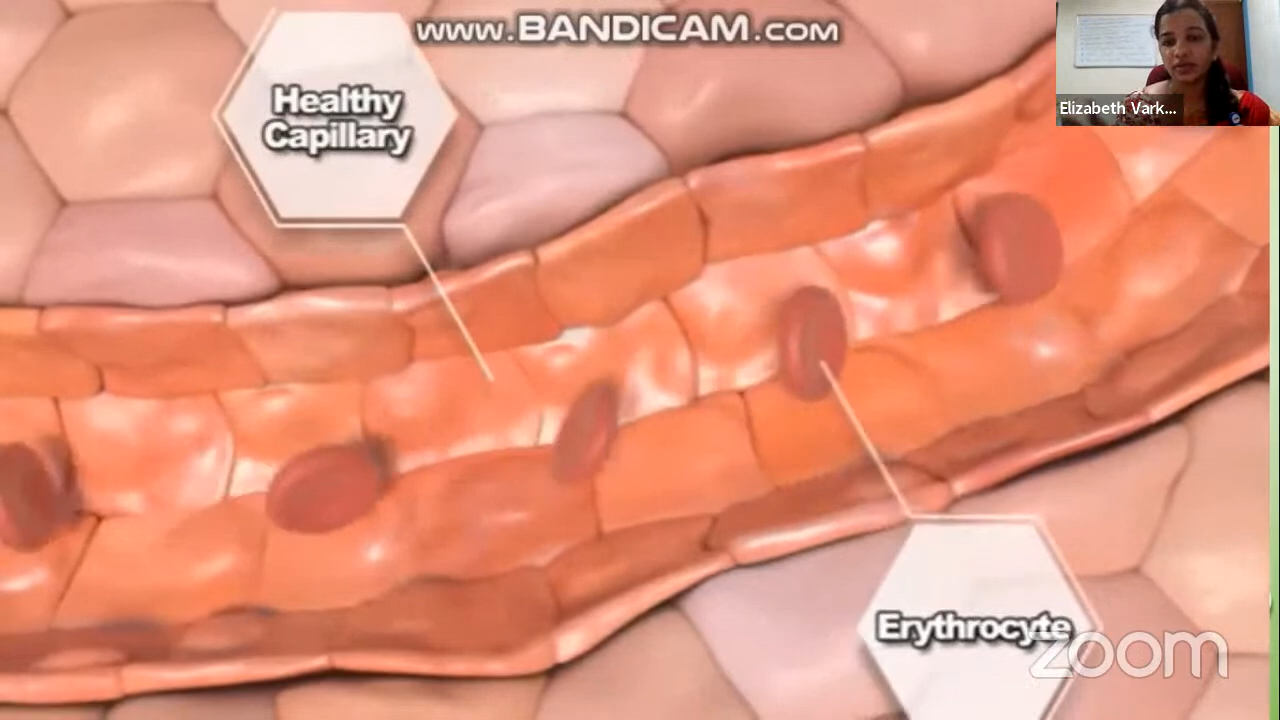 www.BANDICAM.com
Healthy
Capillary
Elizabeth Vark...
Erythrocyte
zoom